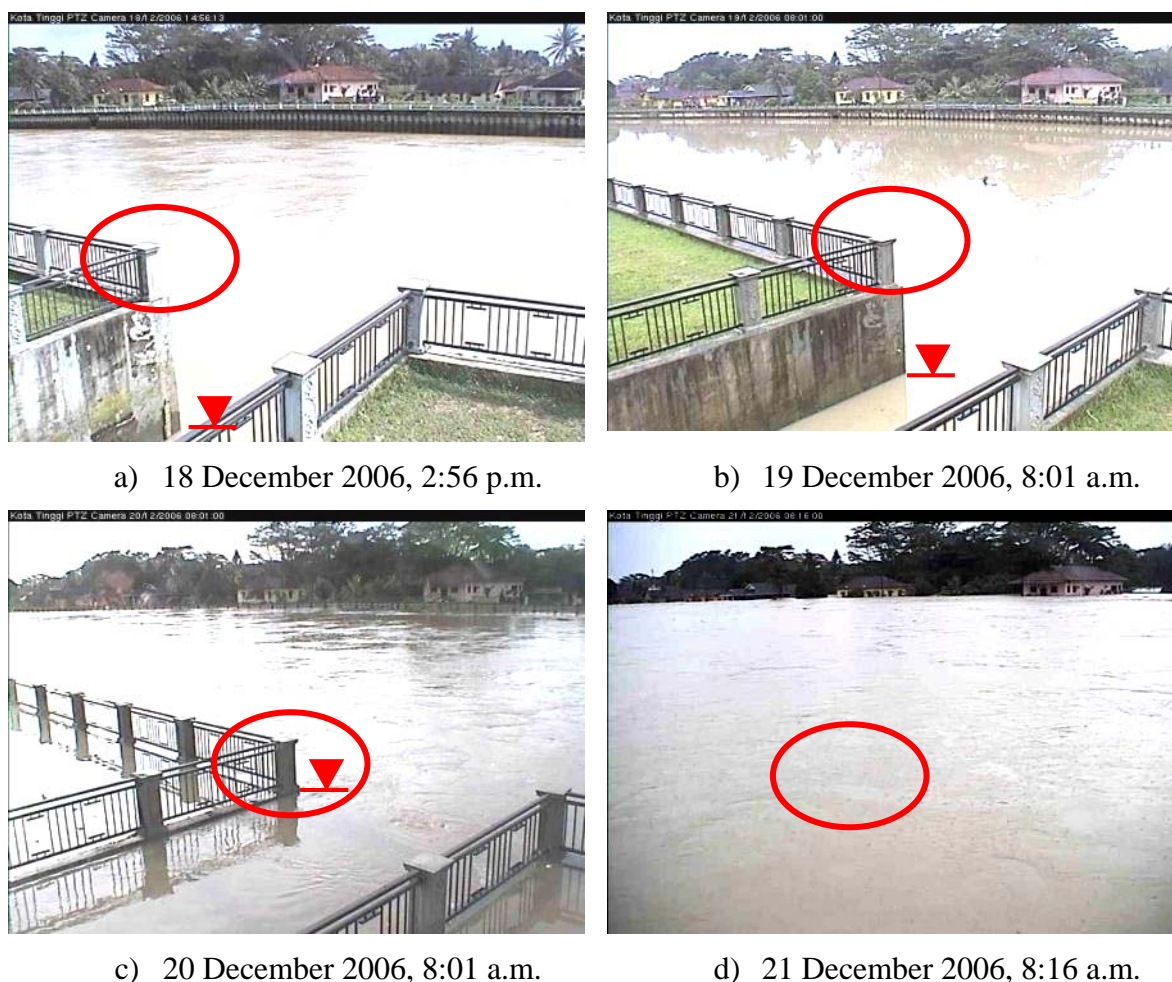 Kota Tinggi PTZ Camera 18/12/2006 14:56:13
Kota Tinggi PTZ Camera 19/12/2006 08:01:00
a) 18 December 2006, 2:56 p.m.
b) 19 December 2006, 8:01 a.m.
Kota Tinggi PTZ Camera 20/12/2006 08:01:00
Kota Tinggi PTZ Camera 21/12/2006 08:16:00
c) 20 December 2006, 8:01 a.m.
d) 21 December 2006, 8:16 a.m.